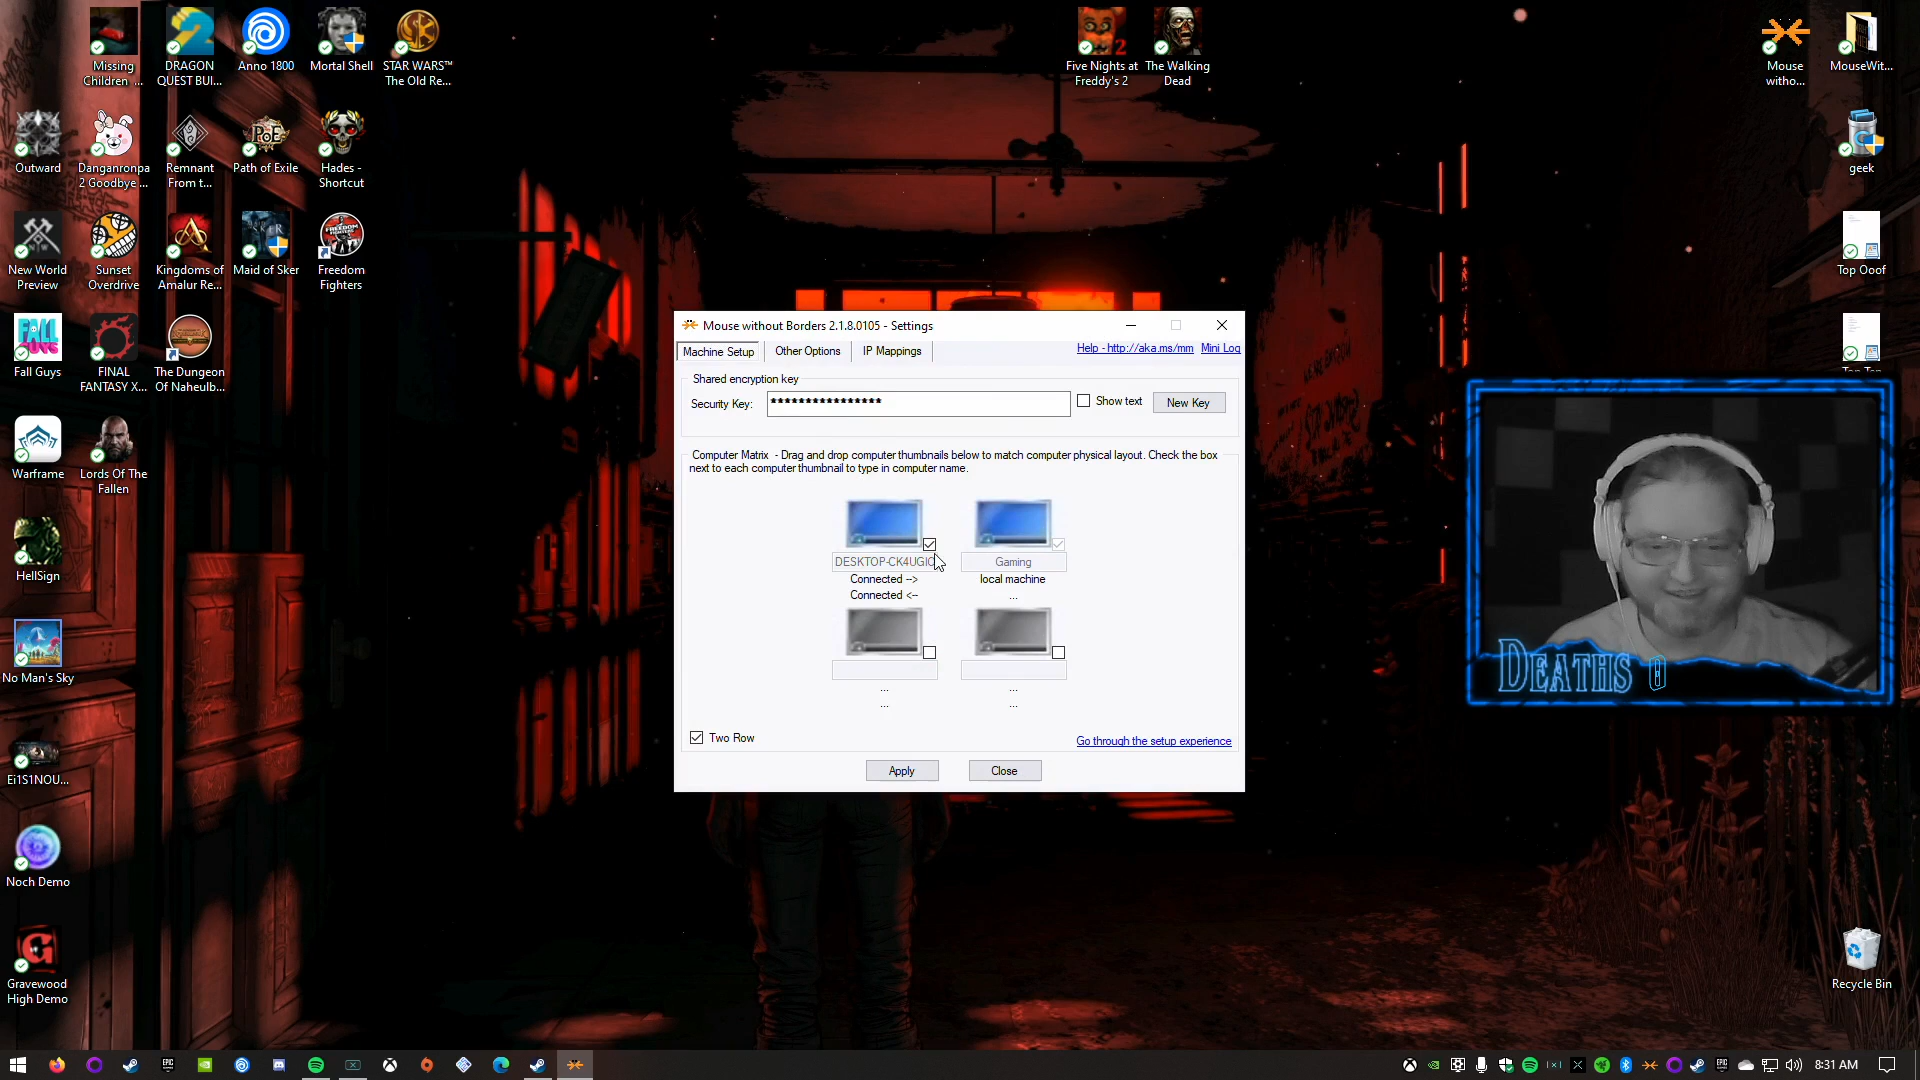 Missing
Children ...
DRAGON
QUEST BUI...
Anno 1800
Mortal Shell
STAR WARS™
The Old Re...
Five Nights at
Freddy's 2
The Walking
Dead
Mouse
witho...
MouseWit...
Outward
Danganronpa
2 Goodbye ...
Remnant
From t...
Path of Exile
Hades -
Shortcut
geek
New World
Preview
Sunset
Overdrive
Kingdoms of
Amalur Re...
Maid of Sker
Freedom
Fighters
Top Ooof
Fall Guys
FINAL
FANTASY X...
The Dungeon
Of Naheulb...
Warframe
Lords Of The
Fallen
HellSign
No Man's Sky
Ei1S1NOU...
Noch Demo
Gravewood
High Demo
Recycle Bin
Mouse without Borders 2.1.8.0105 - Settings
Machine Setup
Other Options
IP Mappings
Help - http://aka.ms/mm
Mini Log
Shared encryption key
Security Key:
****************
Show text
New Key
Computer Matrix - Drag and drop computer thumbnails below to match computer physical layout. Check the box
next to each computer thumbnail to type in computer name.
DESKTOP-CK4UGI
Gaming
Connected -->
local machine
Connected <--
...
...
...
...
...
Two Row
Go through the setup experience
Apply
Close
DEATHS 0
8:31 AM